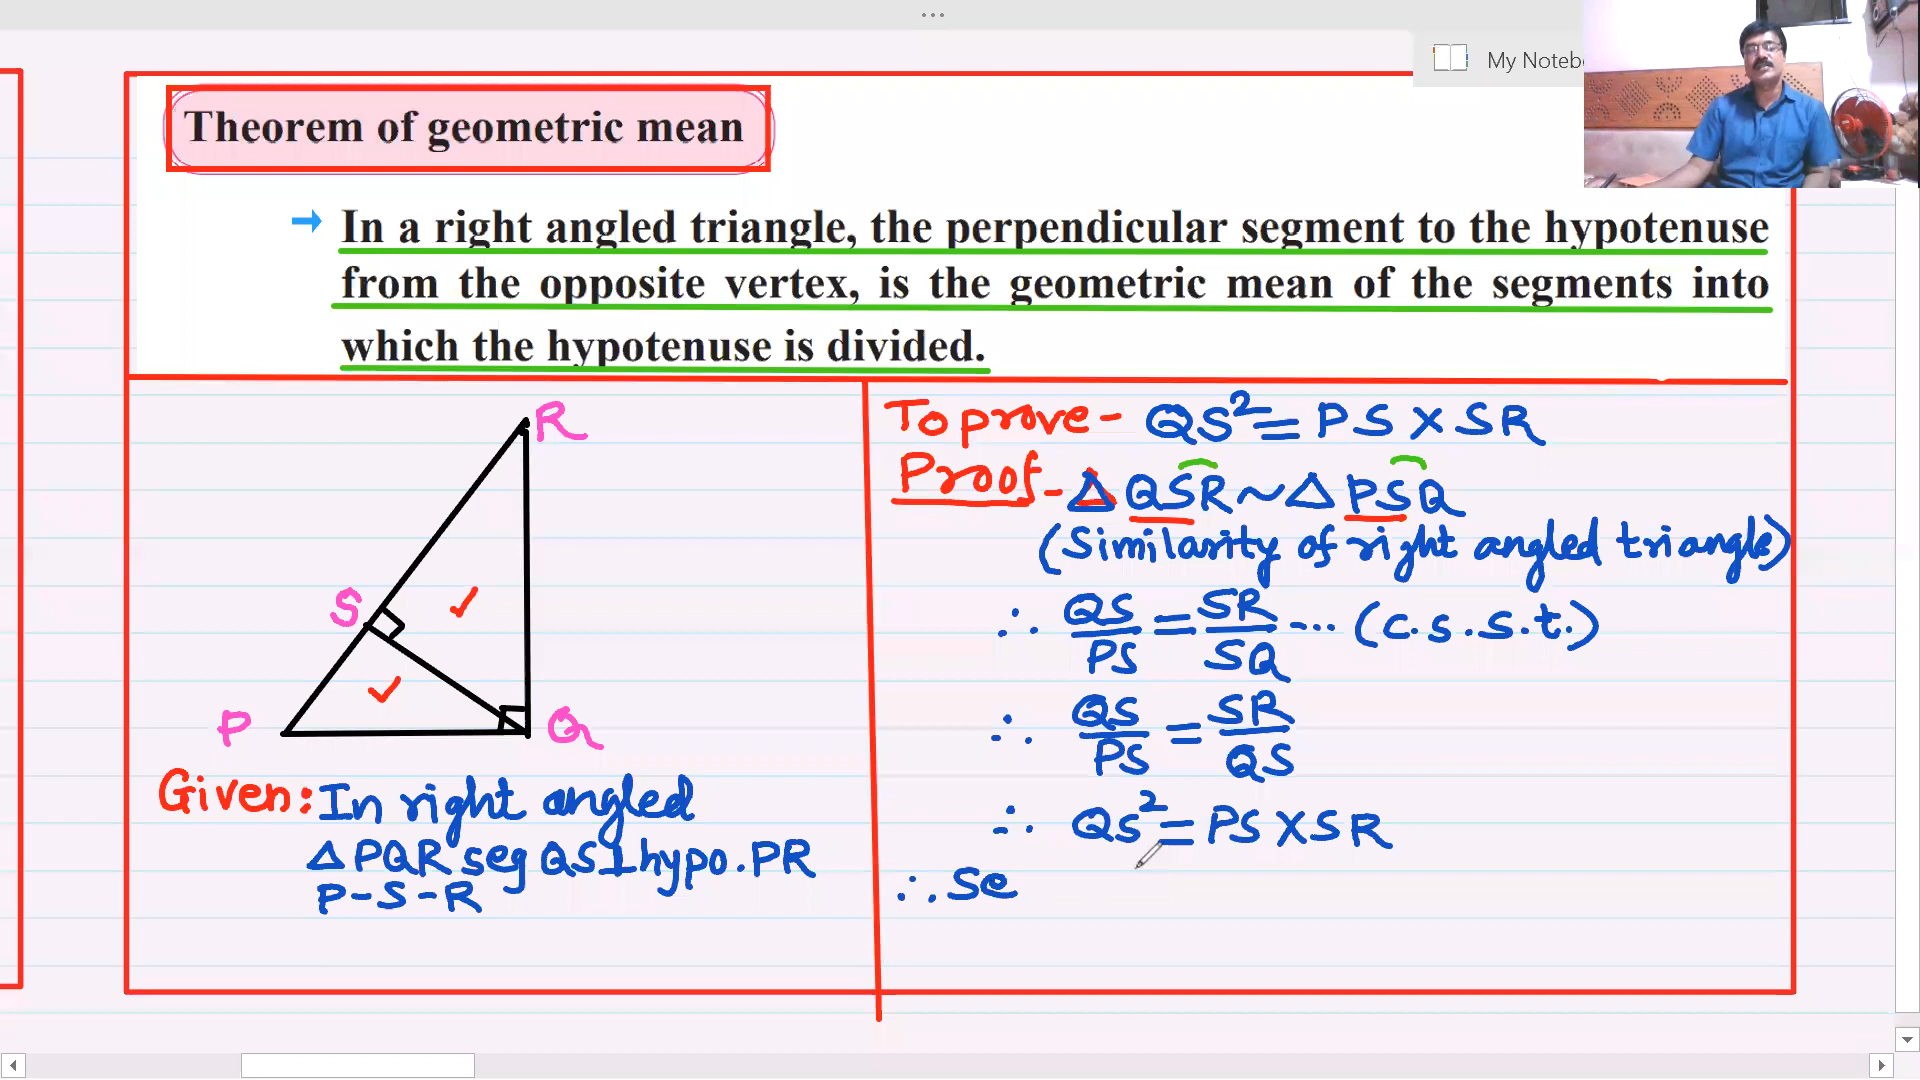 My Noteb
Theorem of geometric mean
→ In a right angled triangle, the perpendicular segment to the hypotenuse
from the opposite vertex, is the geometric mean of the segments into
which the hypotenuse is divided.
R
S
P
Q
Given: In right angled
Δ PQR seg QS ⊥ hypo. PR
P-S-R
To prove- QS² = PS X SR
Proof- Δ QSR ~ Δ PSQ
(Similarity of right angled triangle)
∴ QS/PS = SR/SQ ... (c.s.s.t.)
∴ QS/PS = SR/QS
∴ QS² = PS X SR
∴ Se